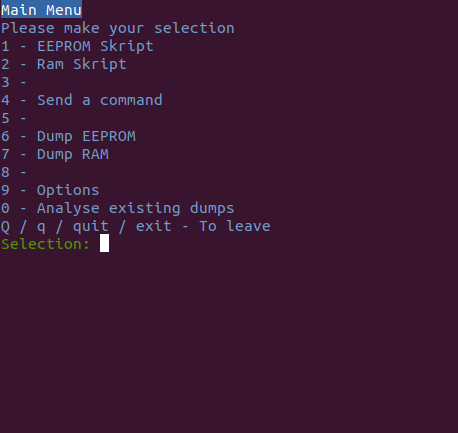 Main Menu
Please make your selection
1 - EEPROM Skript
2 - Ram Skript
3 -
4 - Send a command
5 -
6 - Dump EEPROM
7 - Dump RAM
8 -
9 - Options
0 - Analyse existing dumps
Q / q / quit / exit - To leave
Selection: